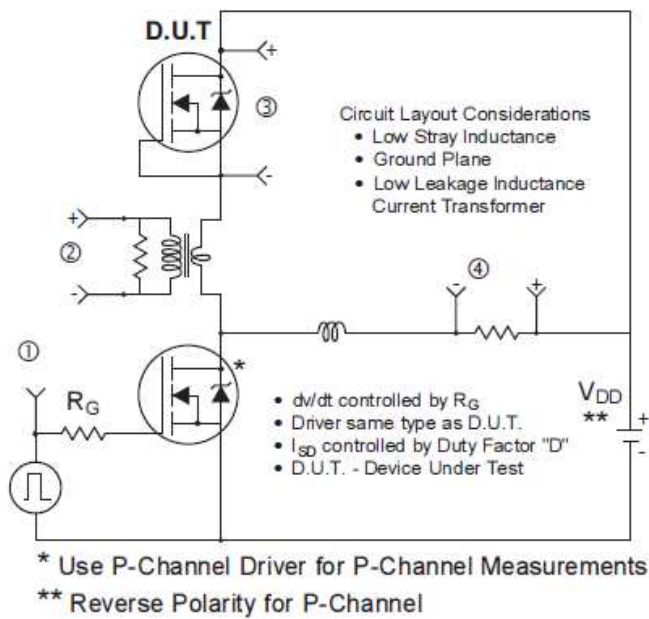 D.U.T
+
③
-
Circuit Layout Considerations
• Low Stray Inductance
• Ground Plane
• Low Leakage Inductance
Current Transformer
+
②
-
④
- +
①
RG
*
• dv/dt controlled by RG
• Driver same type as D.U.T.
• ISD controlled by Duty Factor "D"
• D.U.T. - Device Under Test
VDD
**
+
-
* Use P-Channel Driver for P-Channel Measurements
** Reverse Polarity for P-Channel